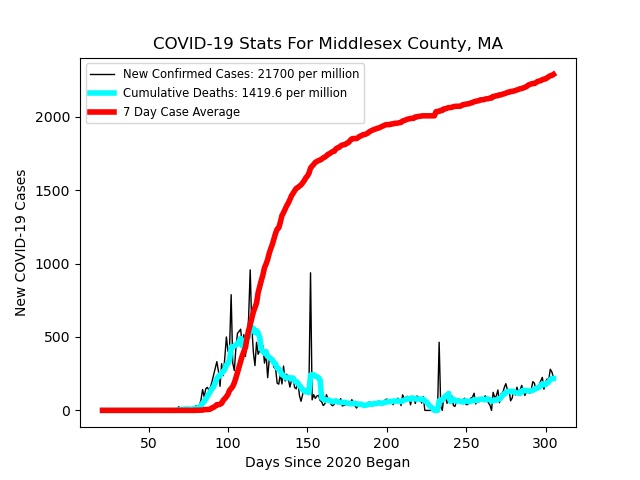 COVID-19 Stats For Middlesex County, MA
New Confirmed Cases: 21700 per million
Cumulative Deaths: 1419.6 per million
7 Day Case Average
2000
1500
1000
500
0
New COVID-19 Cases
50 100 150 200 250 300
Days Since 2020 Began